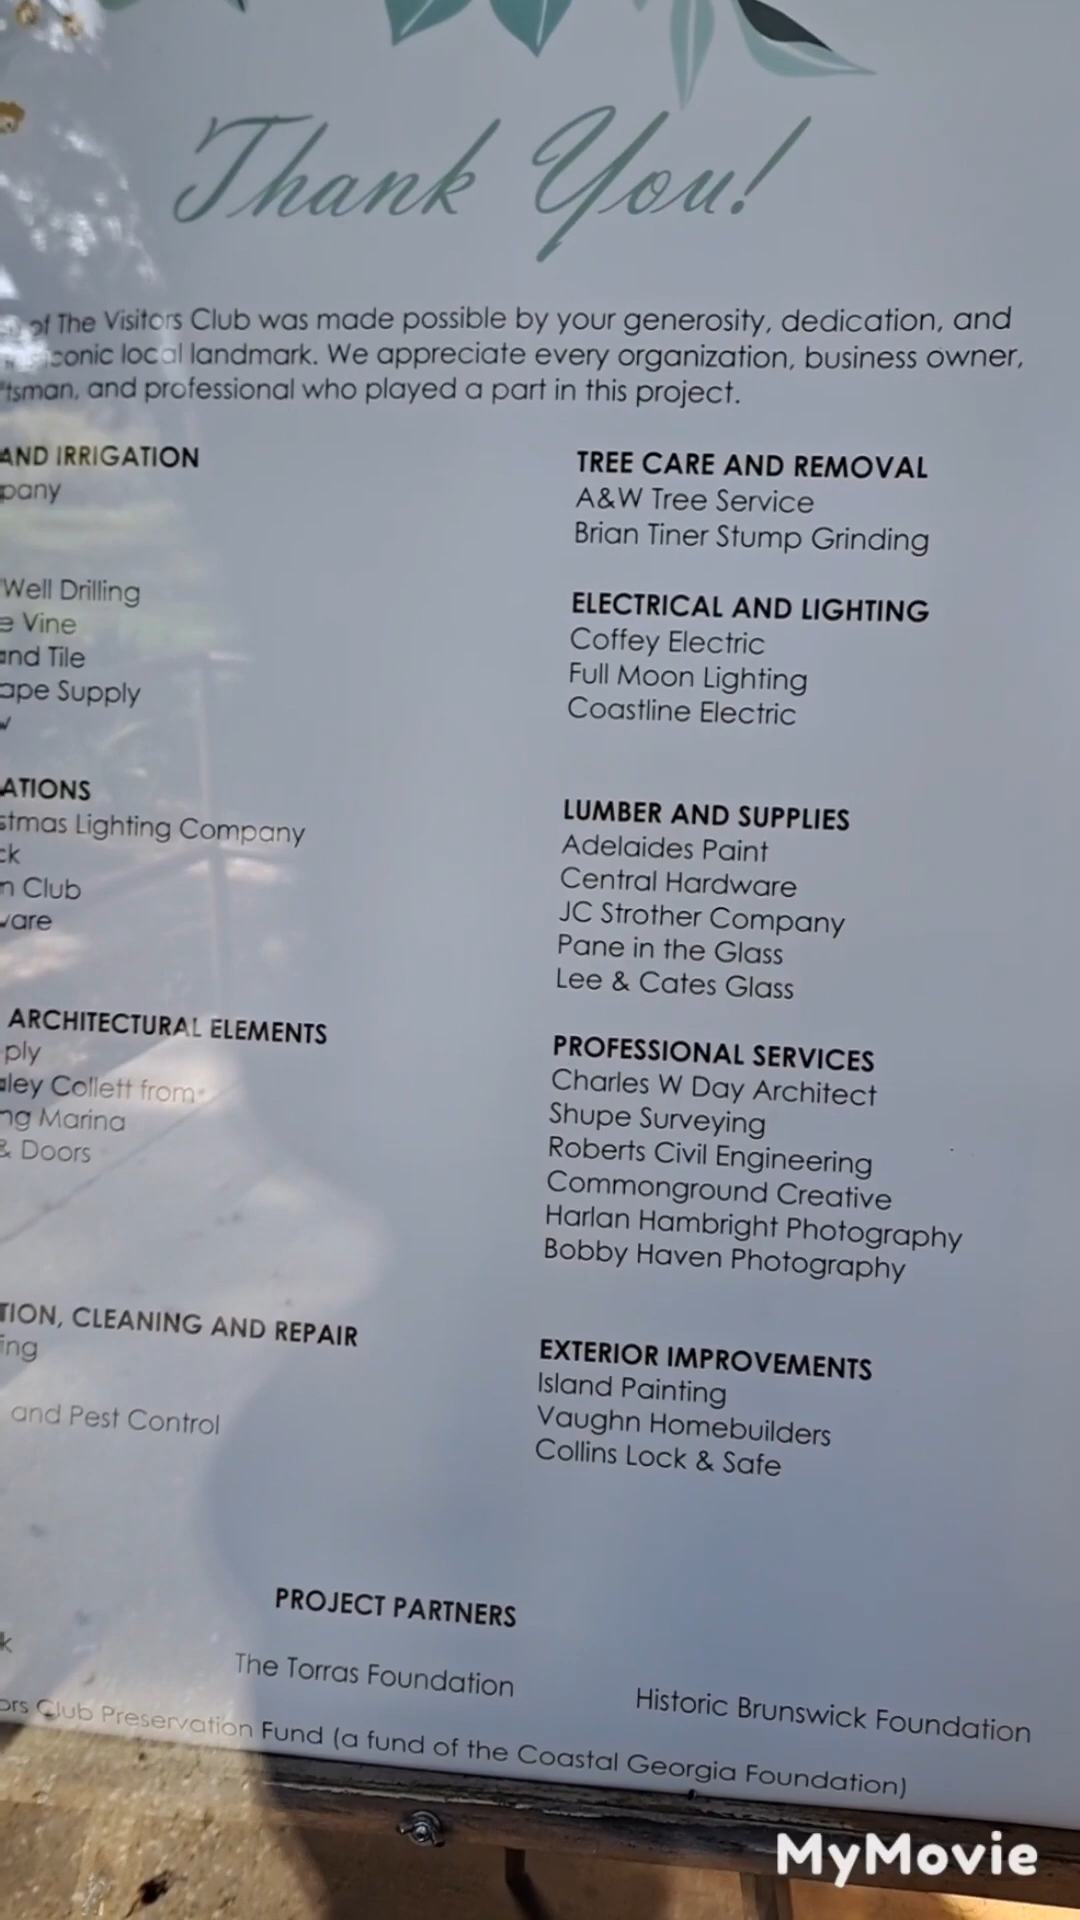 Thank You!
of The Visitors Club was made possible by your generosity, dedication, and
iconic local landmark. We appreciate every organization, business owner,
tsman, and professional who played a part in this project.
AND IRRIGATION
pany
Well Drilling
e Vine
and Tile
ape Supply
ATIONS
stmas Lighting Company
ck
n Club
ware
ARCHITECTURAL ELEMENTS
ply
aley Collett from
ng Marina
& Doors
TION, CLEANING AND REPAIR
ing
and Pest Control
TREE CARE AND REMOVAL
A&W Tree Service
Brian Tiner Stump Grinding
ELECTRICAL AND LIGHTING
Coffey Electric
Full Moon Lighting
Coastline Electric
LUMBER AND SUPPLIES
Adelaides Paint
Central Hardware
JC Strother Company
Pane in the Glass
Lee & Cates Glass
PROFESSIONAL SERVICES
Charles W Day Architect
Shupe Surveying
Roberts Civil Engineering
Commonground Creative
Harlan Hambright Photography
Bobby Haven Photography
EXTERIOR IMPROVEMENTS
Island Painting
Vaughn Homebuilders
Collins Lock & Safe
PROJECT PARTNERS
k
The Torras Foundation
Historic Brunswick Foundation
ors Club Preservation Fund (a fund of the Coastal Georgia Foundation)
MyMovie